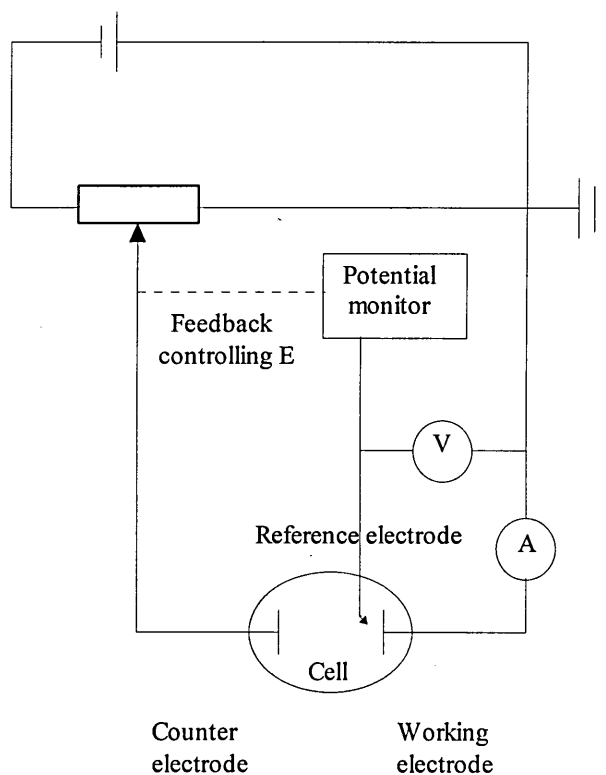 Potential
monitor
Feedback
controlling E
V
Reference electrode
A
Cell
Counter
electrode
Working
electrode